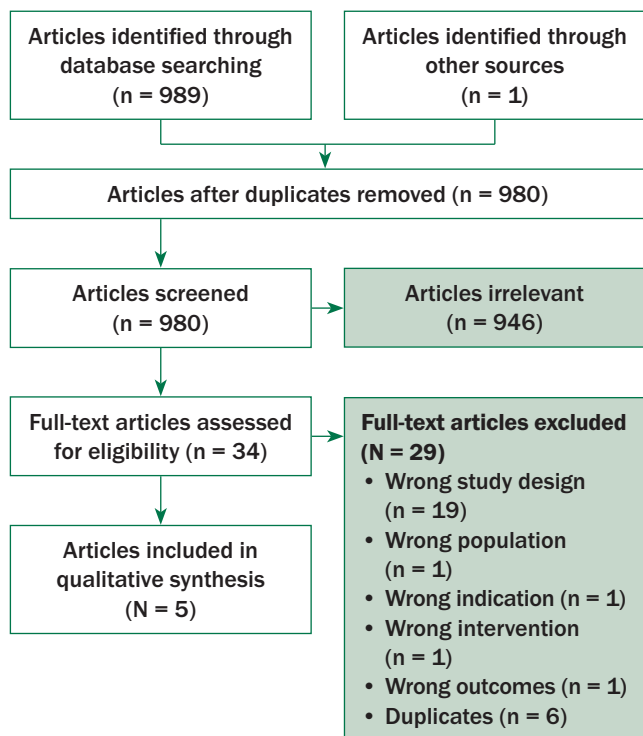 Articles identified through
database searching
(n = 989)
Articles identified through
other sources
(n = 1)
Articles after duplicates removed (n = 980)
Articles screened
(n = 980)
Articles irrelevant
(n = 946)
Full-text articles assessed
for eligibility (n = 34)
Full-text articles excluded
(N = 29)
• Wrong study design
(n = 19)
• Wrong population
(n = 1)
• Wrong indication (n = 1)
• Wrong intervention
(n = 1)
• Wrong outcomes (n = 1)
• Duplicates (n = 6)
Articles included in
qualitative synthesis
(N = 5)